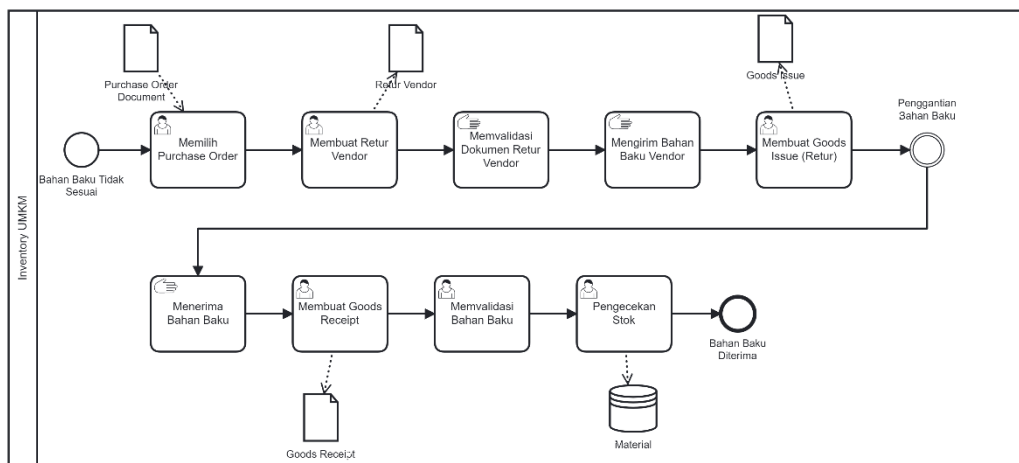 Inventory UMKM
Purchase Order
Document
Retur Vendor
Goods Issue
Bahan Baku Tidak
Sesuai
Memilih
Purchase Order
Membuat Retur
Vendor
Memvalidasi
Dokumen Retur
Vendor
Mengirim Bahan
Baku Vendor
Membuat Goods
Issue (Retur)
Penggantian
Bahan Baku
Menerima
Bahan Baku
Membuat Goods
Receipt
Memvalidasi
Bahan Baku
Pengecekan
Stok
Bahan Baku
Diterima
Goods Receipt
Material